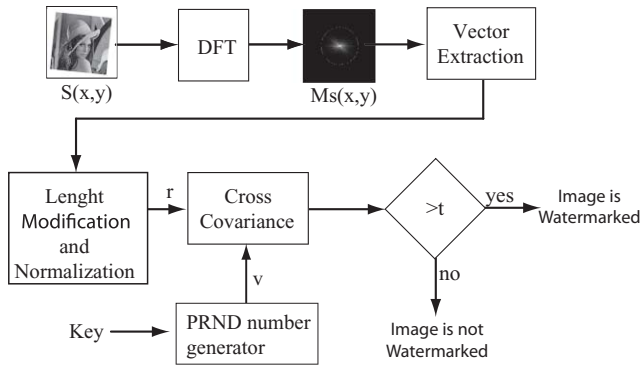 DFT
Vector
Extraction
S(x,y)
Ms(x,y)
Lenght
Modification
and
Normalization
r
Cross
Covariance
>t
yes
Image is
Watermarked
no
v
Key
PRND number
generator
Image is not
Watermarked